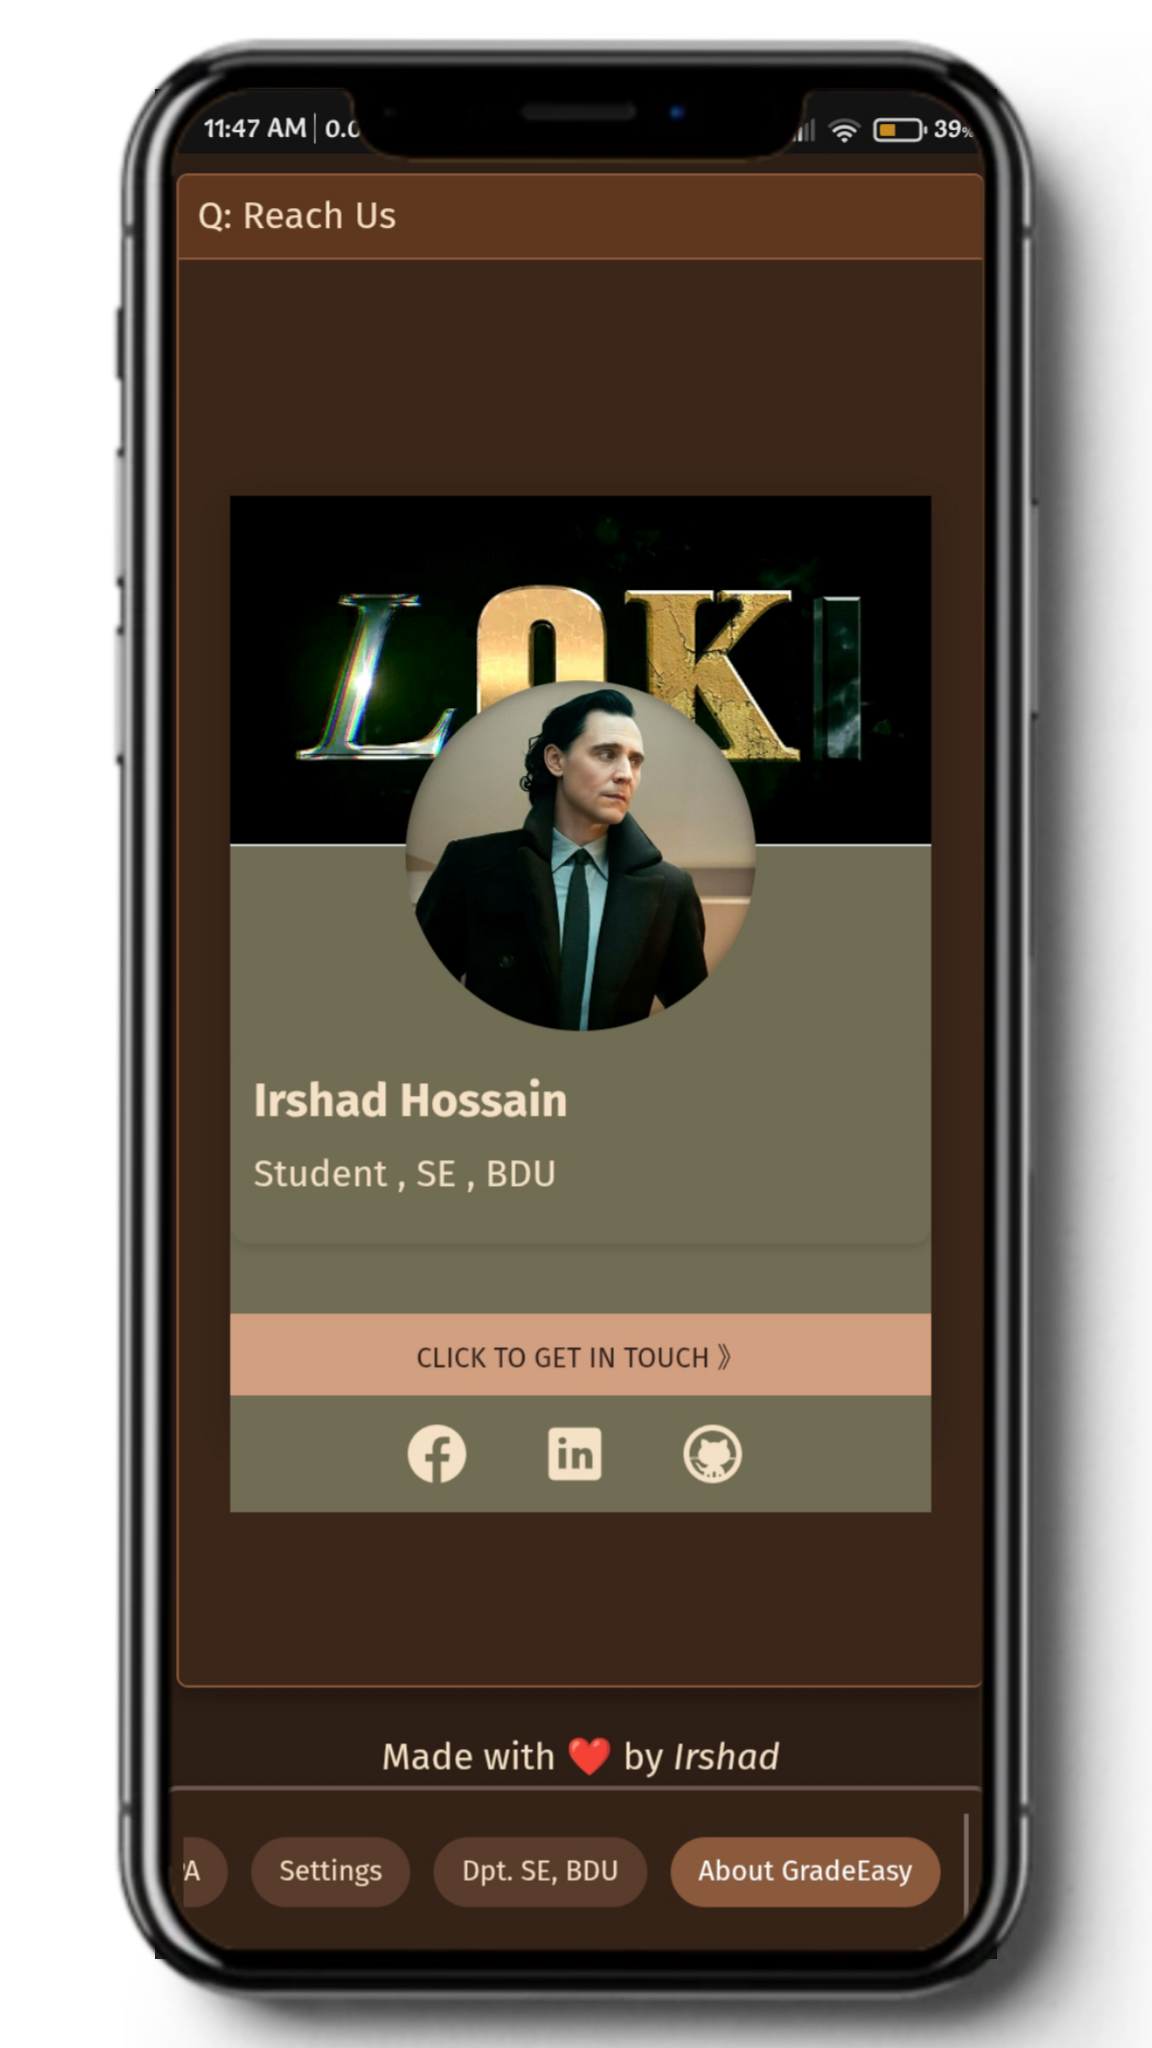 11:47 AM 0.0
39%
Q: Reach Us
LOKI
Irshad Hossain
Student , SE , BDU
CLICK TO GET IN TOUCH 》
in
Made with ❤️ by Irshad
Settings
Dpt. SE, BDU
About GradeEasy